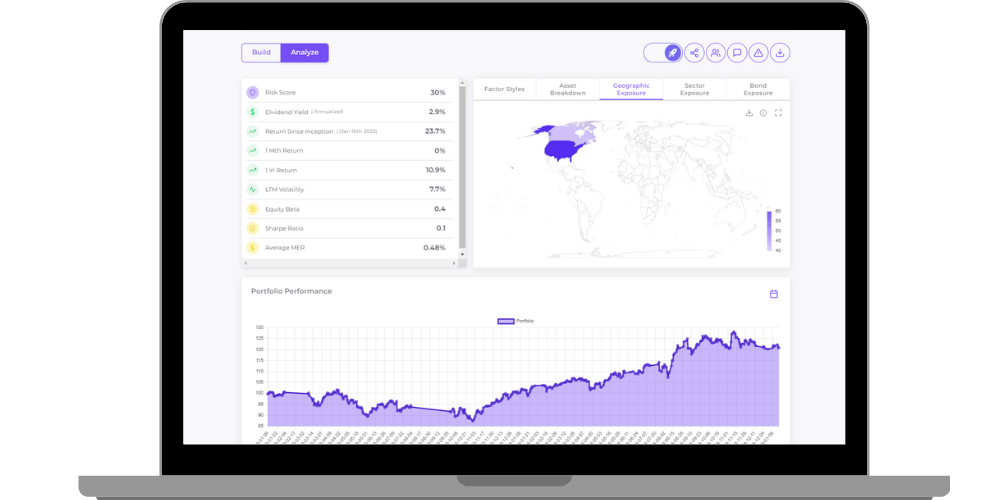 Build
Analyze
Risk Score
30%
Dividend Yield | Annualized
2.9%
Return Since Inception | (Jan 10th 2023)
23.7%
1 Mth Return
0%
1 Yr Return
10.9%
LTM Volatility
7.7%
Equity Beta
0.4
Sharpe Ratio
0.1
Average MER
0.48%
Factor Styles
Asset
Breakdown
Geographic
Exposure
Sector
Exposure
Bond
Exposure
60
55
50
45
40
Portfolio Performance
Portfolio
130
125
120
115
110
105
100
95
90
85